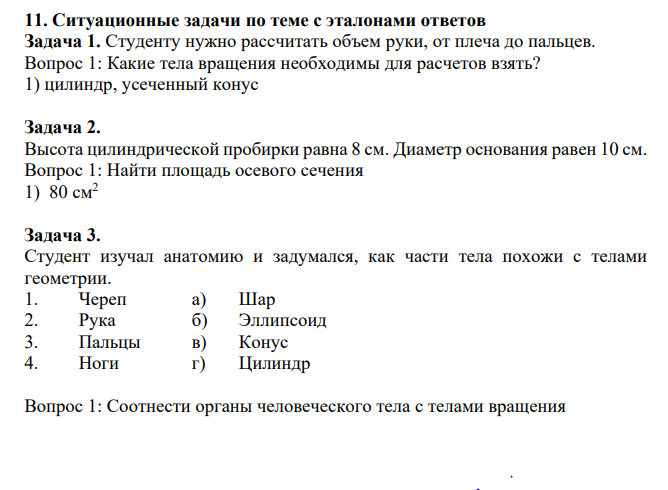 11. Ситуационные задачи по теме с эталонами ответов
Задача 1. Студенту нужно рассчитать объем руки, от плеча до пальцев.
Вопрос 1: Какие тела вращения необходимы для расчетов взять?
1) цилиндр, усеченный конус
Задача 2.
Высота цилиндрической пробирки равна 8 см. Диаметр основания равен 10 см.
Вопрос 1: Найти площадь осевого сечения
1) 80 см²
Задача 3.
Студент изучал анатомию и задумался, как части тела похожи с телами
геометрии.
1. Череп а) Шар
2. Рука б) Эллипсоид
3. Пальцы в) Конус
4. Ноги г) Цилиндр
Вопрос 1: Соотнести органы человеческого тела с телами вращения